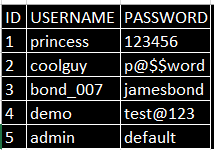 ID USERNAME PASSWORD
1 princess 123456
2 coolguy p@$$word
3 bond_007 jamesbond
4 demo test@123
5 admin default